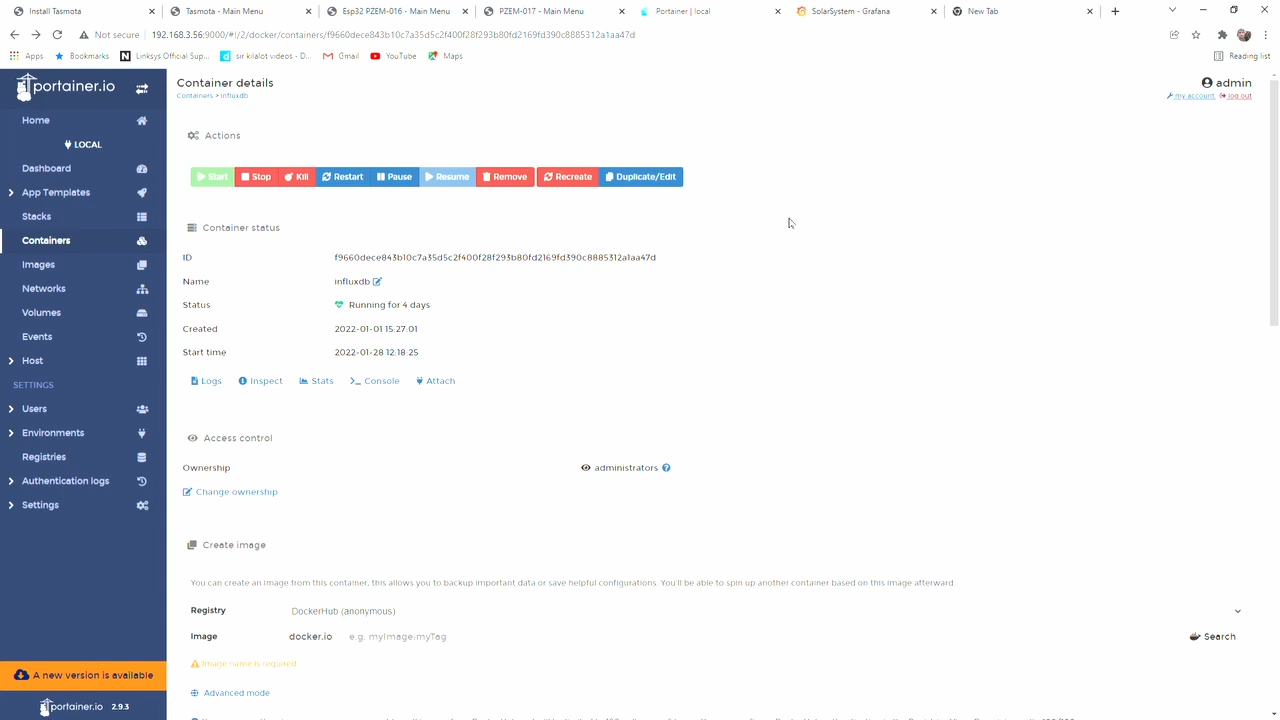 Install Tasmota
Tasmota - Main Menu
Esp32 PZEM-016 - Main Menu
PZEM-017 - Main Menu
Portainer | local
SolarSystem - Grafana
New Tab
Not secure | 192.168.3.56:9000/#!/2/docker/containers/f9660dece843b10c7a35d5c2f400f28f293b80fd2169fd390c8885312a1aa47d
Apps
Bookmarks
Linksys Official Sup...
sir kilalot videos - D...
Gmail
YouTube
Maps
Reading list
portainer.io
Home
LOCAL
Dashboard
App Templates
Stacks
Containers
Images
Networks
Volumes
Events
Host
SETTINGS
Users
Environments
Registries
Authentication logs
Settings
A new version is available
portainer.io 2.9.3
Container details
Containers > influxdb
admin
my account log out
Actions
Start Stop Kill Restart Pause Resume Remove Recreate Duplicate/Edit
Container status
ID f9660dece843b10c7a35d5c2f400f28f293b80fd2169fd390c8885312a1aa47d
Name influxdb
Status Running for 4 days
Created 2022-01-01 15:27:01
Start time 2022-01-28 12:18:25
Logs Inspect Stats Console Attach
Access control
Ownership administrators
Change ownership
Create image
You can create an image from this container, this allows you to backup important data or save helpful configurations. You'll be able to spin up another container based on this image afterward.
Registry DockerHub (anonymous)
Image docker.io e.g. myImage:myTag Search
Image name is required
Advanced mode